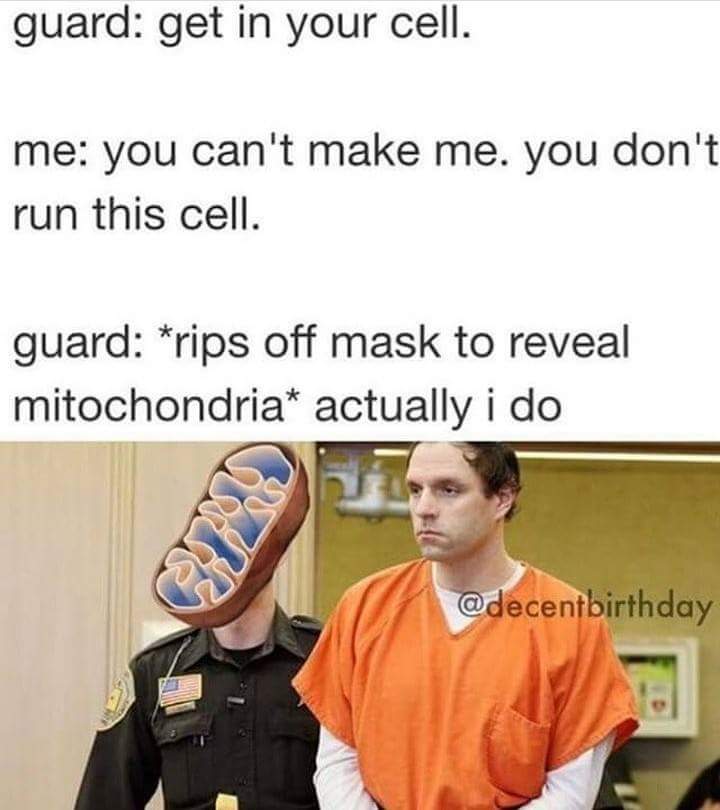 guard: get in your cell.
me: you can't make me. you don't
run this cell.
guard: *rips off mask to reveal
mitochondria* actually i do
@decentbirthday